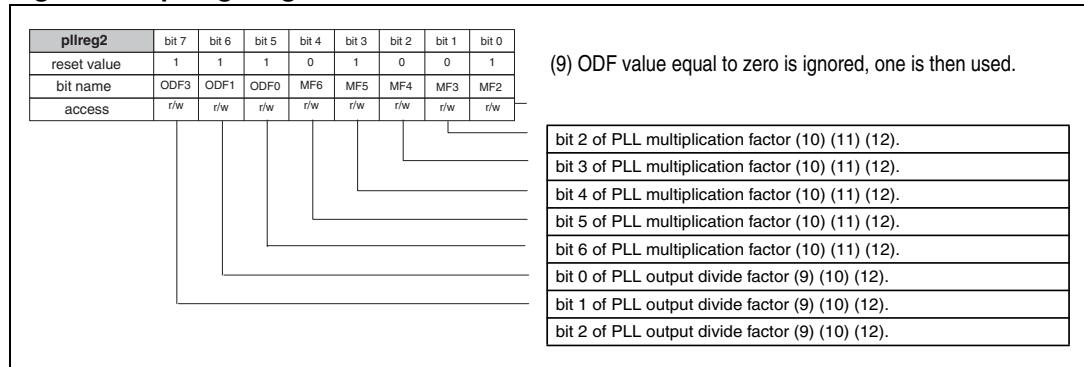 pllreg2 bit 7 bit 6 bit 5 bit 4 bit 3 bit 2 bit 1 bit 0
reset value 1 1 1 0 1 0 0 1
bit name ODF3 ODF1 ODF0 MF6 MF5 MF4 MF3 MF2
access r/w r/w r/w r/w r/w r/w r/w r/w
(9) ODF value equal to zero is ignored, one is then used.
bit 2 of PLL multiplication factor (10) (11) (12).
bit 3 of PLL multiplication factor (10) (11) (12).
bit 4 of PLL multiplication factor (10) (11) (12).
bit 5 of PLL multiplication factor (10) (11) (12).
bit 6 of PLL multiplication factor (10) (11) (12).
bit 0 of PLL output divide factor (9) (10) (12).
bit 1 of PLL output divide factor (9) (10) (12).
bit 2 of PLL output divide factor (9) (10) (12).